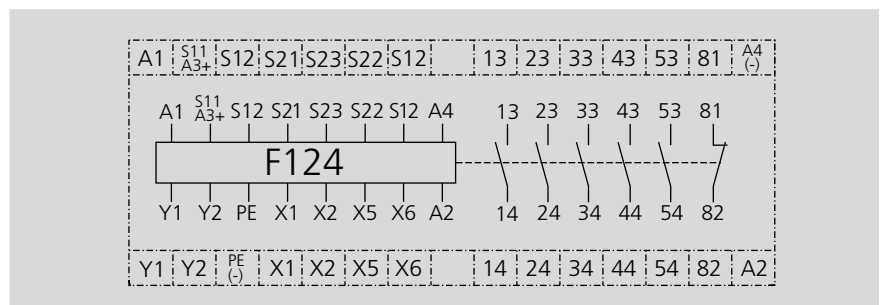 A1 S11 A3+ S12 S21 S23 S22 S12 13 23 33 43 53 81 A4 (-)
A1 S11 A3+ S12 S21 S23 S22 S12 A4 13 23 33 43 53 81
F124
Y1 Y2 PE X1 X2 X5 X6 A2 14 24 34 44 54 82
Y1 Y2 PE (-) X1 X2 X5 X6 14 24 34 44 54 82 A2